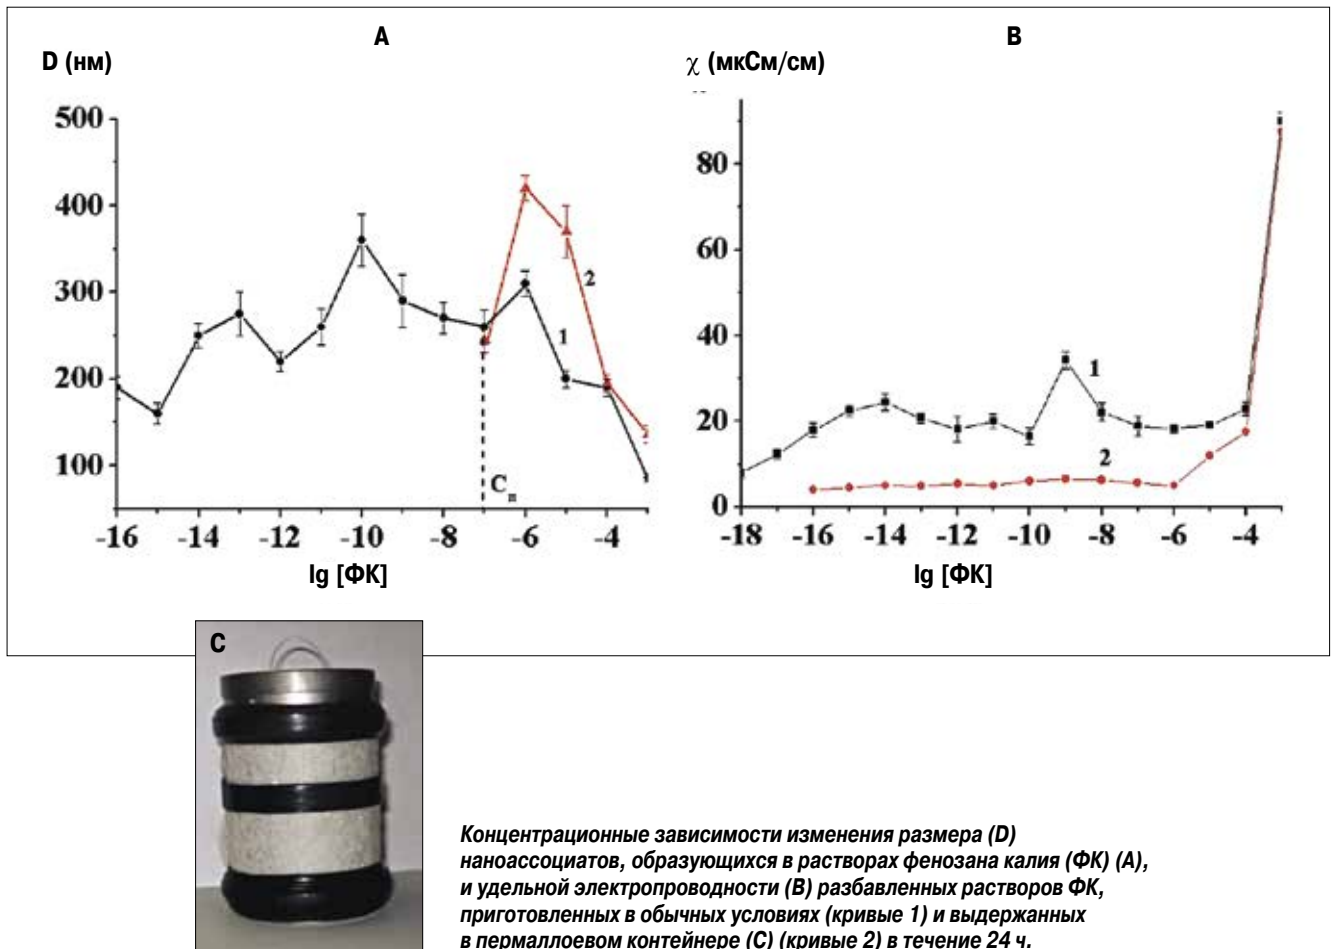 A
D (нм)
500
400
300
200
100
1
2
Cп
-16 -14 -12 -10 -8 -6 -4
lg [ФК]
B
χ (мкСм/см)
80
60
40
20
0
1
2
-18 -16 -14 -12 -10 -8 -6 -4
lg [ФК]
C
Концентрационные зависимости изменения размера (D)
наноассоциатов, образующихся в растворах фенозана калия (ФК) (А),
и удельной электропроводности (В) разбавленных растворов ФК,
приготовленных в обычных условиях (кривые 1) и выдержанных
в пермаллоевом контейнере (С) (кривые 2) в течение 24 ч.